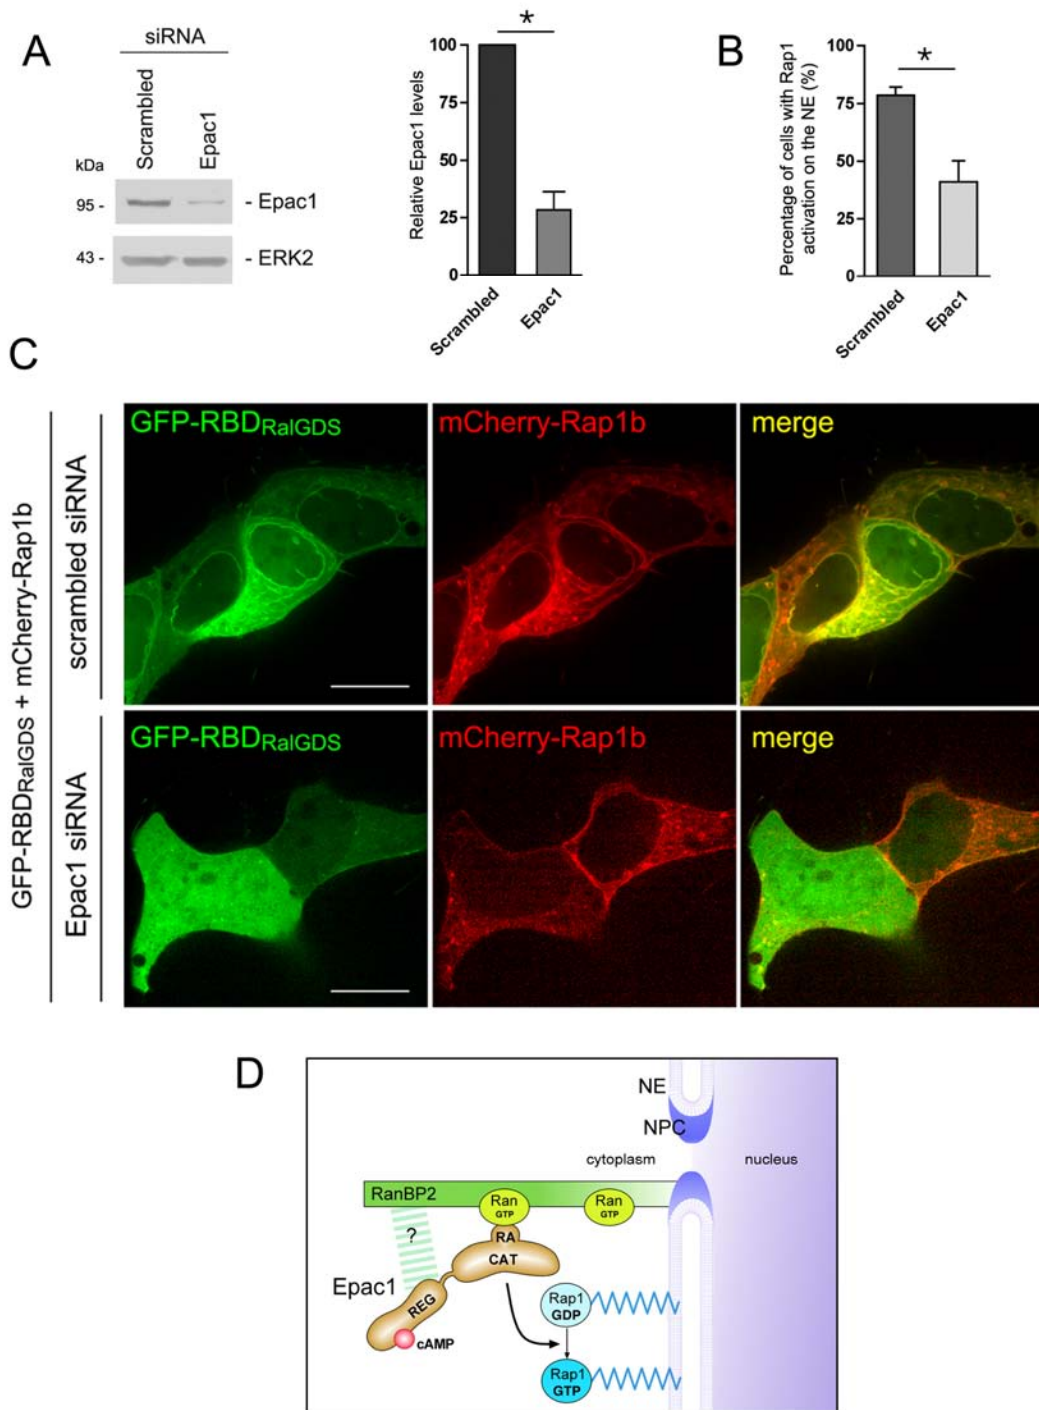 A
siRNA
Scrambled
Epac1
kDa
95 -
- Epac1
43 -
- ERK2
*
Relative Epac1 levels
100
75
50
25
0
Scrambled
Epac1
B
*
Percentage of cells with Rap1
activation on the NE (%)
100
75
50
25
0
Scrambled
Epac1
C
GFP-RBDRalGDS + mCherry-Rap1b
scrambled siRNA
GFP-RBDRalGDS
mCherry-Rap1b
merge
Epac1 siRNA
GFP-RBDRalGDS
mCherry-Rap1b
merge
D
NE
NPC
cytoplasm
nucleus
RanBP2
Ran
GTP
Ran
GTP
?
RA
CAT
Epac1
REG
cAMP
Rap1
GDP
Rap1
GTP